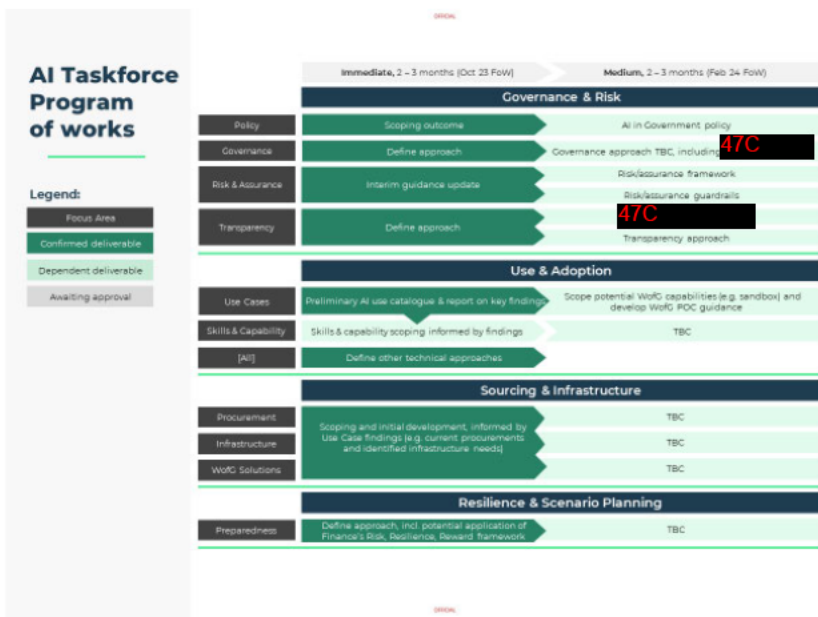 OFFICIAL
AI Taskforce
Program
of works
Legend:
Focus Area
Confirmed deliverable
Dependent deliverable
Awaiting approval
Immediate, 2 – 3 months (Oct 23 FoW)
Medium, 2 – 3 months (Feb 24 FoW)
Governance & Risk
Policy
Scoping outcome
AI in Government policy
Governance
Define approach
Governance approach TBC, including
47C
Risk & Assurance
Interim guidance update
Risk/assurance framework
Risk/assurance guardrails
Transparency
Define approach
47C
Transparency approach
Use & Adoption
Use Cases
Preliminary AI use catalogue & report on key findings
Scope potential WofG capabilities (e.g. sandbox) and
develop WofG POC guidance
Skills & Capability
Skills & capability scoping informed by findings
TBC
[All]
Define other technical approaches
Sourcing & Infrastructure
Procurement
Infrastructure
WofG Solutions
Scoping and initial development, informed by
Use Case findings (e.g. current procurements
and identified infrastructure needs)
TBC
TBC
TBC
Resilience & Scenario Planning
Preparedness
Define approach, incl. potential application of
Finance's Risk, Resilience, Reward framework
TBC
OFFICIAL